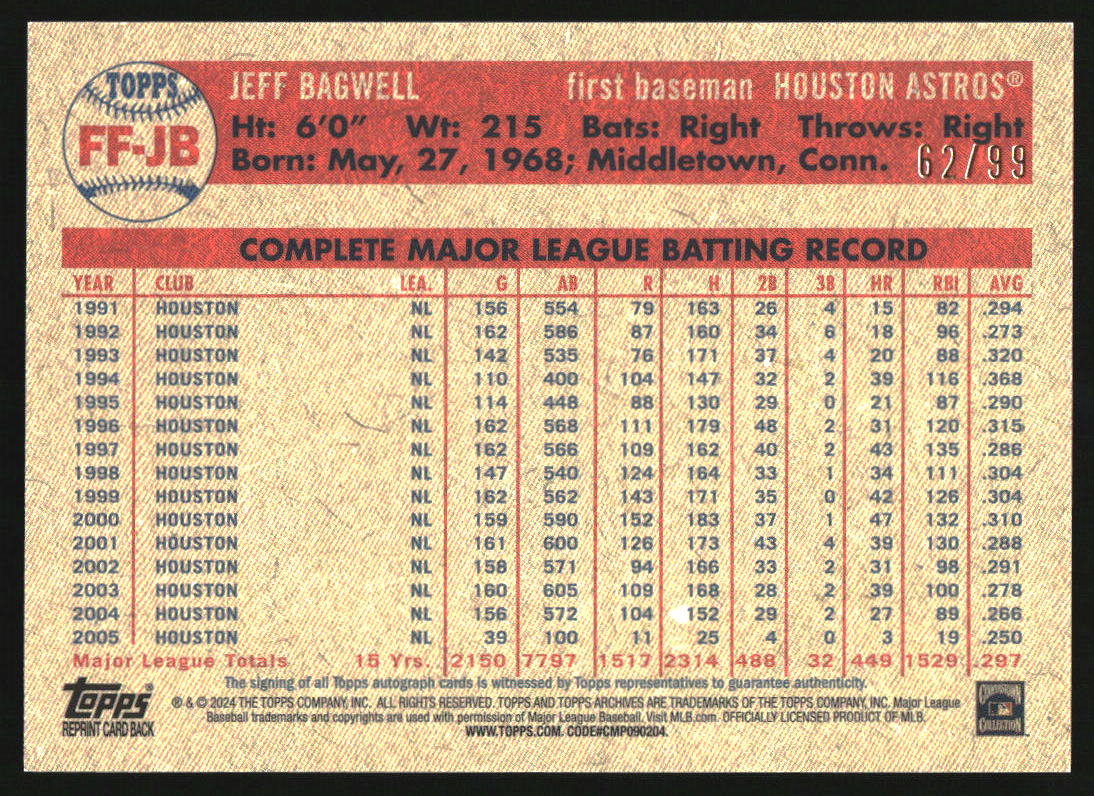 TOPPS
FF-JB
JEFF BAGWELL first baseman HOUSTON ASTROS®
Ht: 6'0" Wt: 215 Bats: Right Throws: Right
Born: May, 27, 1968; Middletown, Conn. 62/99
COMPLETE MAJOR LEAGUE BATTING RECORD
YEAR CLUB LEA. G AB R H 2B 3B HR RBI AVG
1991 HOUSTON NL 156 554 79 163 26 4 15 82 .294
1992 HOUSTON NL 162 586 87 160 34 6 18 96 .273
1993 HOUSTON NL 142 535 76 171 37 4 20 88 .320
1994 HOUSTON NL 110 400 104 147 32 2 39 116 .368
1995 HOUSTON NL 114 448 88 130 29 0 21 87 .290
1996 HOUSTON NL 162 568 111 179 48 2 31 120 .315
1997 HOUSTON NL 162 566 109 162 40 2 43 135 .286
1998 HOUSTON NL 147 540 124 164 33 1 34 111 .304
1999 HOUSTON NL 162 562 143 171 35 0 42 126 .304
2000 HOUSTON NL 159 590 152 183 37 1 47 132 .310
2001 HOUSTON NL 161 600 126 173 43 4 39 130 .288
2002 HOUSTON NL 158 571 94 166 33 2 31 98 .291
2003 HOUSTON NL 160 605 109 168 28 2 39 100 .278
2004 HOUSTON NL 156 572 104 152 29 2 27 89 .266
2005 HOUSTON NL 39 100 11 25 4 0 3 19 .250
Major League Totals 15 Yrs. 2150 7797 1517 2314 488 32 449 1529 .297
The signing of all Topps autograph cards is witnessed by Topps representatives to guarantee authenticity.
® & © 2024 THE TOPPS COMPANY, INC. ALL RIGHTS RESERVED. TOPPS AND TOPPS ARCHIVES ARE TRADEMARKS OF THE TOPPS COMPANY, INC. Major League
Baseball trademarks and copyrights are used with permission of Major League Baseball. Visit MLB.com. OFFICIALLY LICENSED PRODUCT OF MLB.
WWW.TOPPS.COM. CODE#CMP090204.
topps®
REPRINT CARD BACK
COOPERSTOWN
COLLECTION